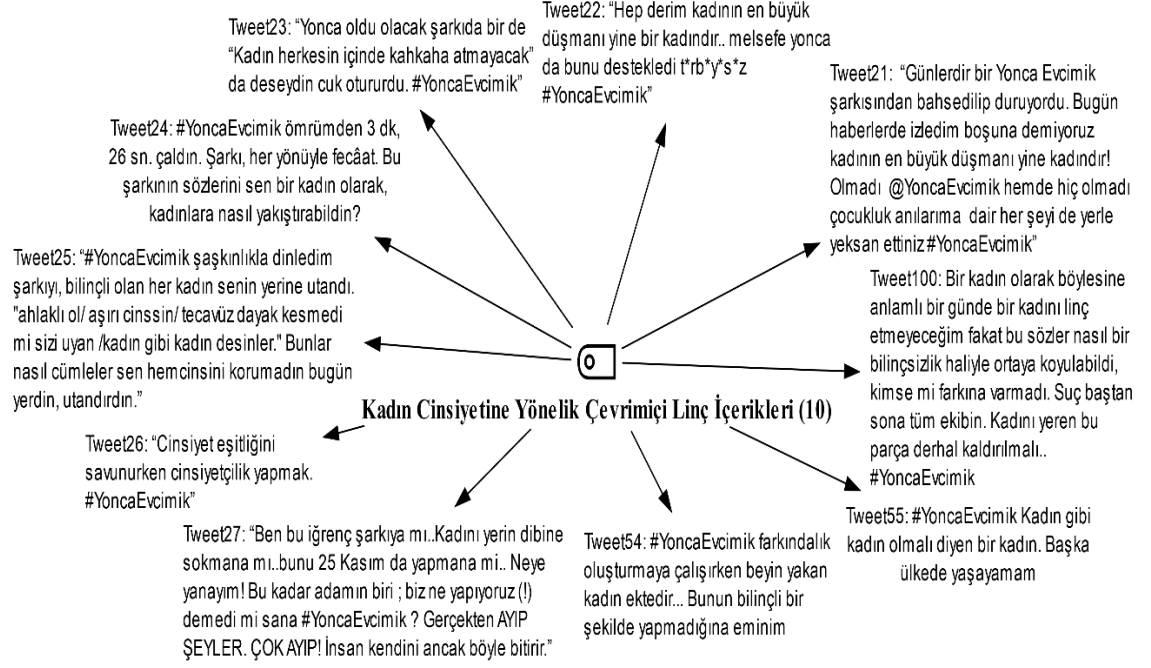 Tweet23: “Yonca oldu olacak şarkıda bir de
“Kadın herkesin içinde kahkaha atmayacak”
da deseydin cuk otururdu. #YoncaEvcimik”
Tweet22: “Hep derim kadının en büyük
düşmanı yine bir kadındır.. melsefe yonca
da bunu destekledi t*rb*y*s*z
#YoncaEvcimik”
Tweet21: “Günlerdir bir Yonca Evcimik
şarkısından bahsedilip duruyordu. Bugün
haberlerde izledim boşuna demiyoruz
kadının en büyük düşmanı yine kadındır!
Olmadı @YoncaEvcimik hemde hiç olmadı
çocukluk anılarıma dair her şeyi de yerle
yeksan ettiniz #YoncaEvcimik”
Tweet24: #YoncaEvcimik ömrümden 3 dk,
26 sn. çaldın. Şarkı, her yönüyle fecâat. Bu
şarkının sözlerini sen bir kadın olarak,
kadınlara nasıl yakıştırabildin?
Tweet25: “#YoncaEvcimik şaşkınlıkla dinledim
şarkıyı, bilinçli olan her kadın senin yerine utandı.
"ahlaklı ol/ aşırı cinssin/ tecavüz dayak kesmedi
mi sizi uyan /kadın gibi kadın desinler." Bunlar
nasıl cümleler sen hemcinsini korumadın bugün
yerdin, utandırdın.”
Tweet100: Bir kadın olarak böylesine
anlamlı bir günde bir kadını linç
etmeyeceğim fakat bu sözler nasıl bir
bilinçsizlik haliyle ortaya koyulabildi,
kimse mi farkına varmadı. Suç baştan
sona tüm ekibin. Kadını yeren bu
parça derhal kaldırılmalı..
#YoncaEvcimik
Kadın Cinsiyetine Yönelik Çevrimiçi Linç İçerikleri (10)
Tweet26: “Cinsiyet eşitliğini
savunurken cinsiyetçilik yapmak.
#YoncaEvcimik”
Tweet27: “Ben bu iğrenç şarkıya mı..Kadını yerin dibine
sokmana mı..bunu 25 Kasım da yapmana mi.. Neye
yanayım! Bu kadar adamın biri ; biz ne yapıyoruz (!)
demedi mi sana #YoncaEvcimik ? Gerçekten AYIP
ŞEYLER. ÇOK AYIP! İnsan kendini ancak böyle bitirir.”
Tweet54: #YoncaEvcimik farkındalık
oluşturmaya çalışırken beyin yakan
kadın ektedir... Bunun bilinçli bir
şekilde yapmadığına eminim
Tweet55: #YoncaEvcimik Kadın gibi
kadın olmalı diyen bir kadın. Başka
ülkede yaşayamam